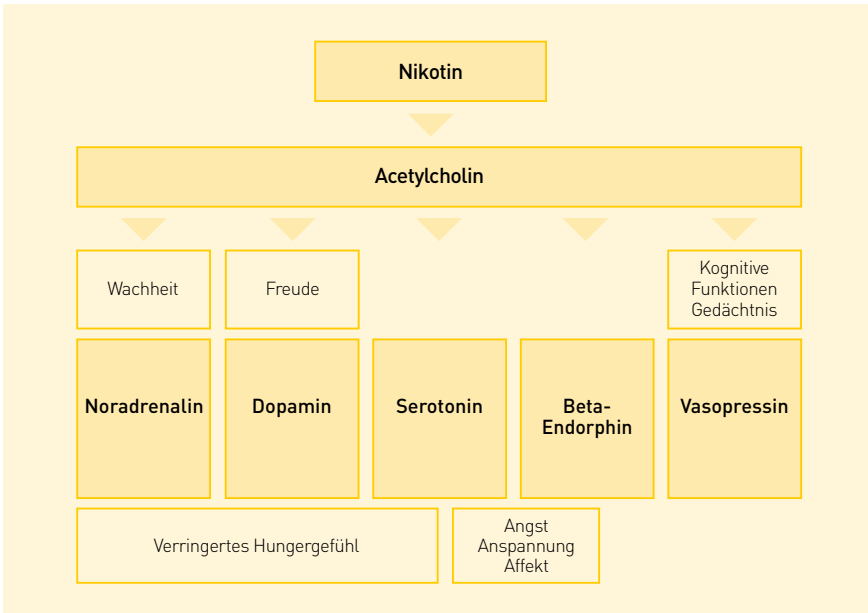 Nikotin
Acetylcholin
Wachheit
Freude
Kognitive
Funktionen
Gedächtnis
Noradrenalin
Dopamin
Serotonin
Beta-
Endorphin
Vasopressin
Verringertes Hungergefühl
Angst
Anspannung
Affekt